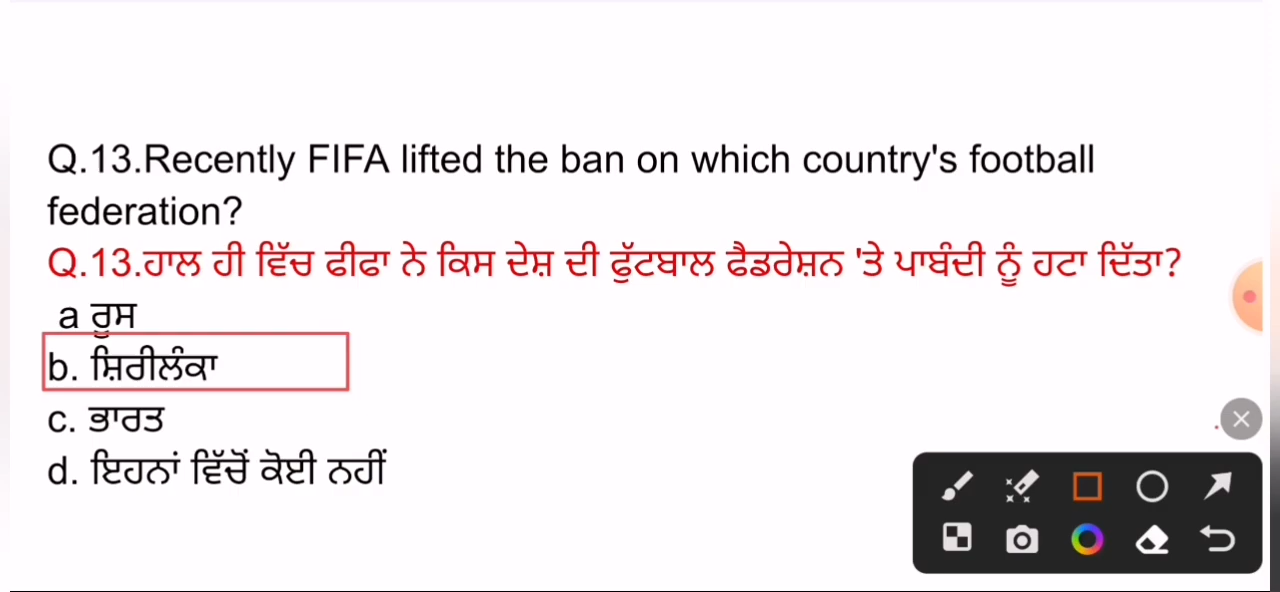 Q.13.Recently FIFA lifted the ban on which country's football
federation?
Q.13.ਹਾਲ ਹੀ ਵਿੱਚ ਫੀਫਾ ਨੇ ਕਿਸ ਦੇਸ਼ ਦੀ ਫੁੱਟਬਾਲ ਫੈਡਰੇਸ਼ਨ 'ਤੇ ਪਾਬੰਦੀ ਨੂੰ ਹਟਾ ਦਿੱਤਾ?
a ਰੂਸ
b. ਸ਼ਿਰੀਲੰਕਾ
c. ਭਾਰਤ
d. ਇਹਨਾਂ ਵਿੱਚੋਂ ਕੋਈ ਨਹੀਂ